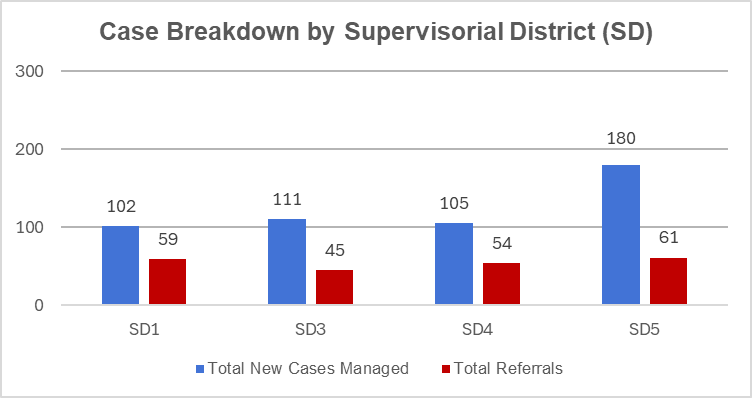 Case Breakdown by Supervisorial District (SD)
300
200
100
0
102
59
111
45
105
54
180
61
SD1
SD3
SD4
SD5
Total New Cases Managed
Total Referrals